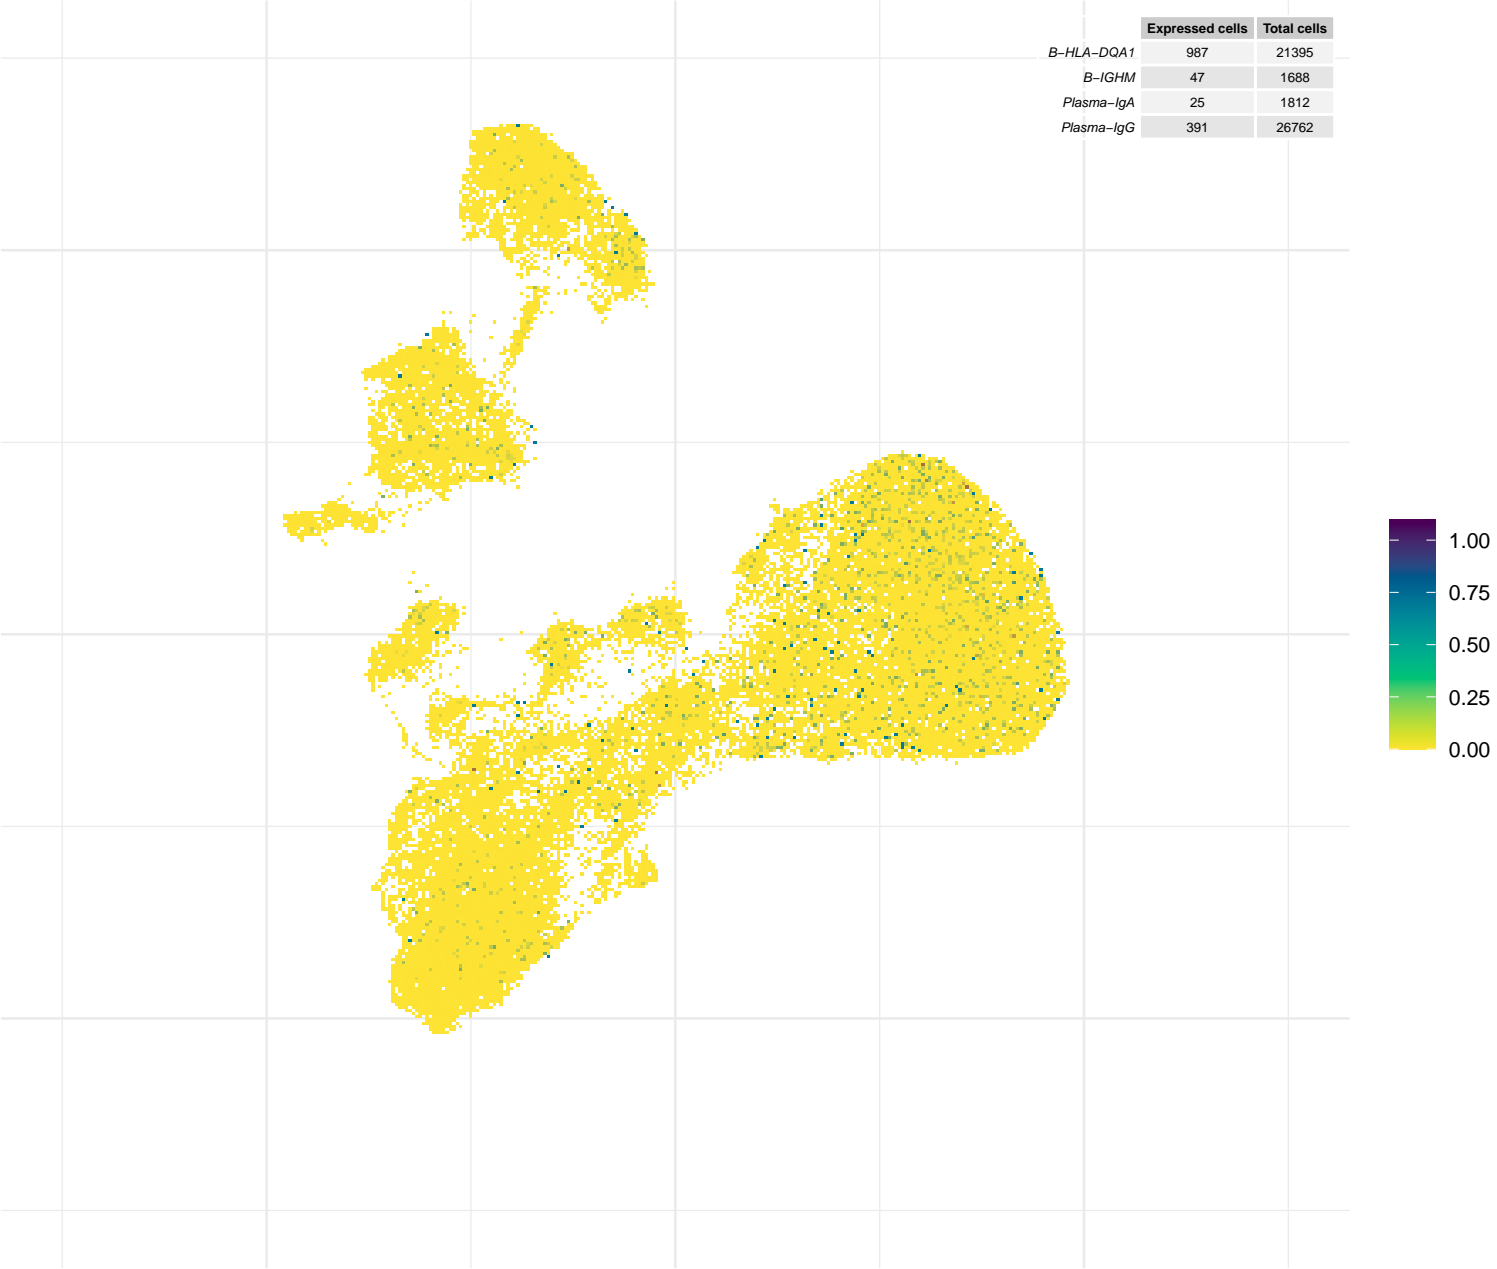 Expressed cells Total cells
B−HLA−DQA1 987 21395
B−IGHM 47 1688
Plasma−IgA 25 1812
Plasma−IgG 391 26762
1.00
0.75
0.50
0.25
0.00